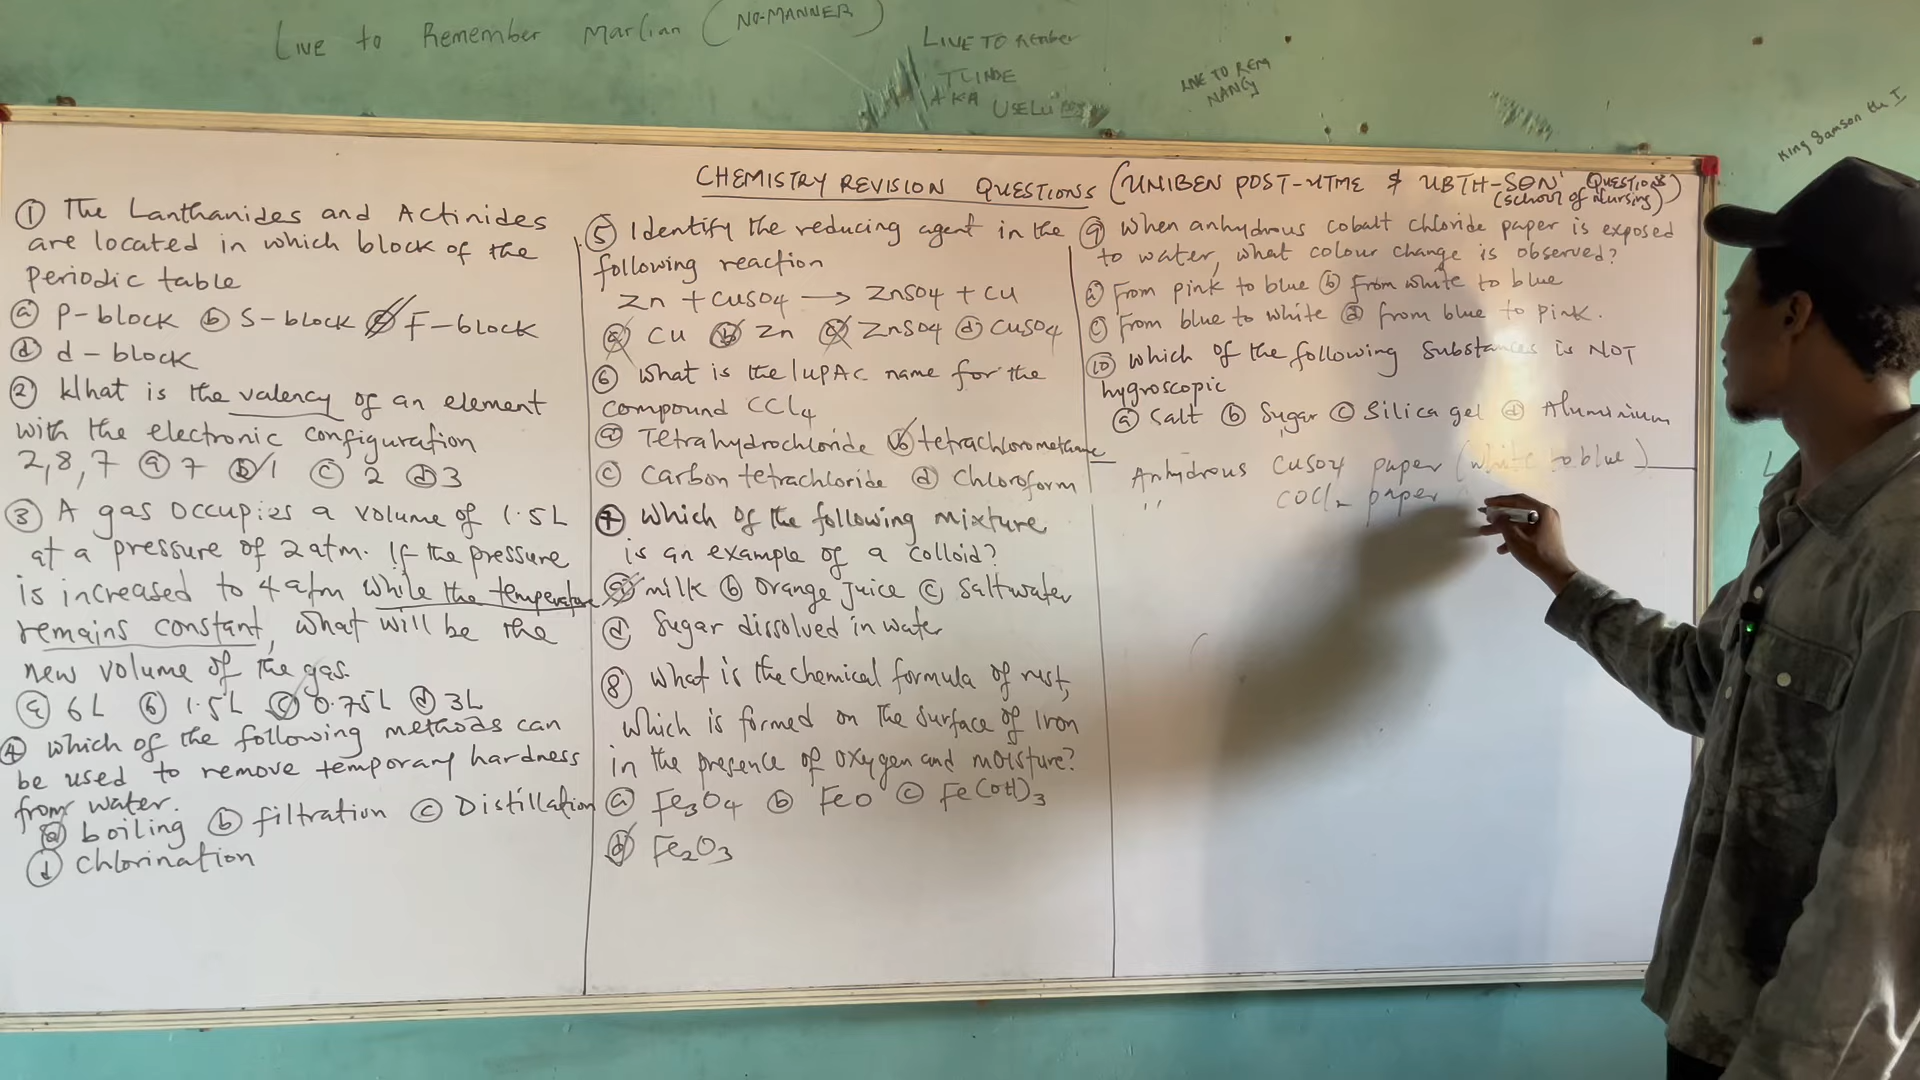 Live to Remember Marlian (NO-MANNER)
LIVE TO Rember
TLINDE
AKA USELU
LIVE TO REM
NANCY
King Samson the I
CHEMISTRY REVISION QUESTIONS (UNIBEN POST-UTME & UBTH-SON QUESTIONS
(School of Nursing))
① The Lanthanides and Actinides
are located in which block of the
Periodic table
ⓐ P-block ⓑ S-block ⓒ F-block
ⓓ d-block
② What is the valency of an element
with the electronic configuration
2,8,7 ⓐ 7 ⓑ 1 ⓒ 2 ⓓ 3
③ A gas occupies a volume of 1.5L
at a pressure of 2atm. If the pressure
is increased to 4atm while the temperature
remains constant, what will be the
new volume of the gas.
ⓐ 6L ⓑ 1.5L ⓒ 0.75L ⓓ 3L
④ which of the following methods can
be used to remove temporary hardness
from water.
ⓐ boiling ⓑ filtration ⓒ Distillation
ⓓ Chlorination
⑤ Identify the reducing agent in the
following reaction
Zn + CuSO4 → ZnSO4 + Cu
ⓐ Cu ⓑ Zn ⓒ ZnSO4 ⓓ CuSO4
⑥ What is the IUPAC name for the
compound CCl4
ⓐ Tetrahydrochloride ⓑ tetrachloromethane
ⓒ Carbon tetrachloride ⓓ Chloroform
⑦ Which of the following mixture
is an example of a colloid?
ⓐ milk ⓑ Orange Juice ⓒ Saltwater
ⓓ Sugar dissolved in water
⑧ What is the chemical formula of rust,
which is formed on the surface of Iron
in the presence of oxygen and moisture?
ⓐ Fe3O4 ⓑ FeO ⓒ Fe(OH)3
ⓓ Fe2O3
⑨ When anhydrous cobalt chloride paper is exposed
to water, what colour change is observed?
ⓐ From pink to blue ⓑ from white to blue
ⓒ From blue to white ⓓ from blue to pink.
⑩ Which of the following Substances is NOT
hygroscopic
ⓐ Salt ⓑ Sugar ⓒ Silica gel ⓓ Aluminium
Anhydrous CuSO4 paper (white to blue)
,, COCl2 paper